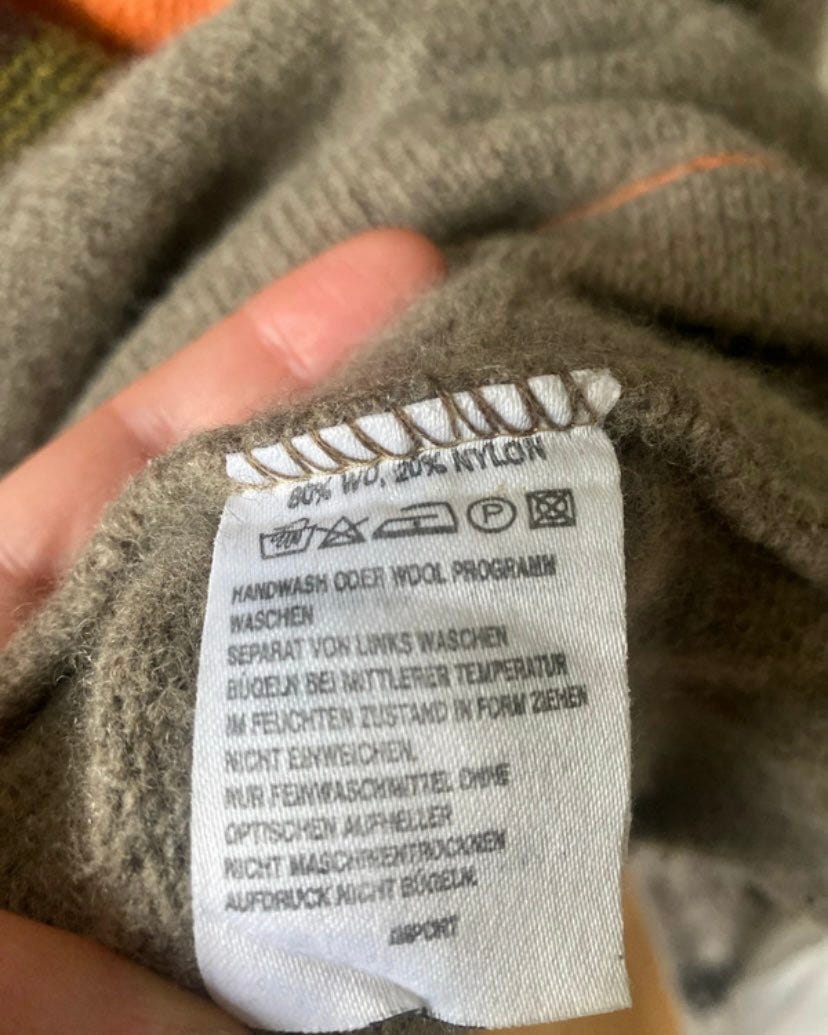 80% WO, 20% NYLON
P
HANDWASH ODER WOOL PROGRAMM
WASCHEN
SEPARAT VON LINKS WASCHEN
BÜGELN BEI MITTLERER TEMPERATUR
IM FEUCHTEN ZUSTAND IN FORM ZIEHEN
NICHT EINWEICHEN.
NUR FEINWASCHMITTEL OHNE
OPTISCHEN AUFHELLER
NICHT MASCHINENTROCKNEN
AUFDRUCK NICHT BÜGELN.
IMPORT